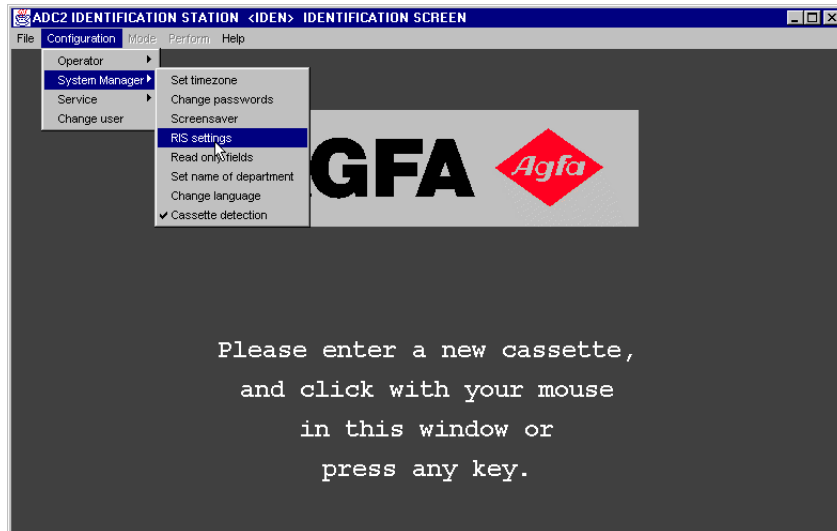 ADC2 IDENTIFICATION STATION <IDEN> IDENTIFICATION SCREEN
File Configuration Mode Perform Help
Operator
System Manager
Service
Change user
Set timezone
Change passwords
Screensaver
RIS settings
Read only fields
Set name of department
Change language
Cassette detection
GFA
Agfa
Please enter a new cassette,
and click with your mouse
in this window or
press any key.